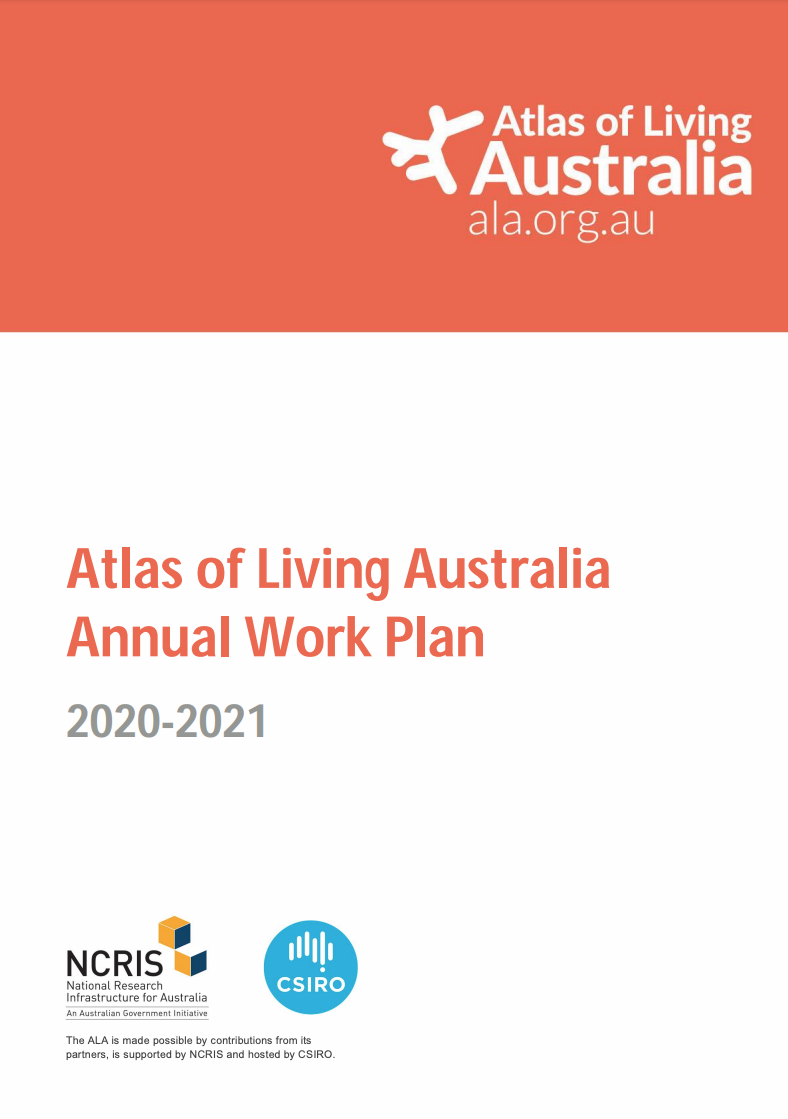 Atlas of Living
Australia
ala.org.au
Atlas of Living Australia
Annual Work Plan
2020-2021
NCRIS
National Research
Infrastructure for Australia
An Australian Government Initiative
CSIRO
The ALA is made possible by contributions from its
partners, is supported by NCRIS and hosted by CSIRO.